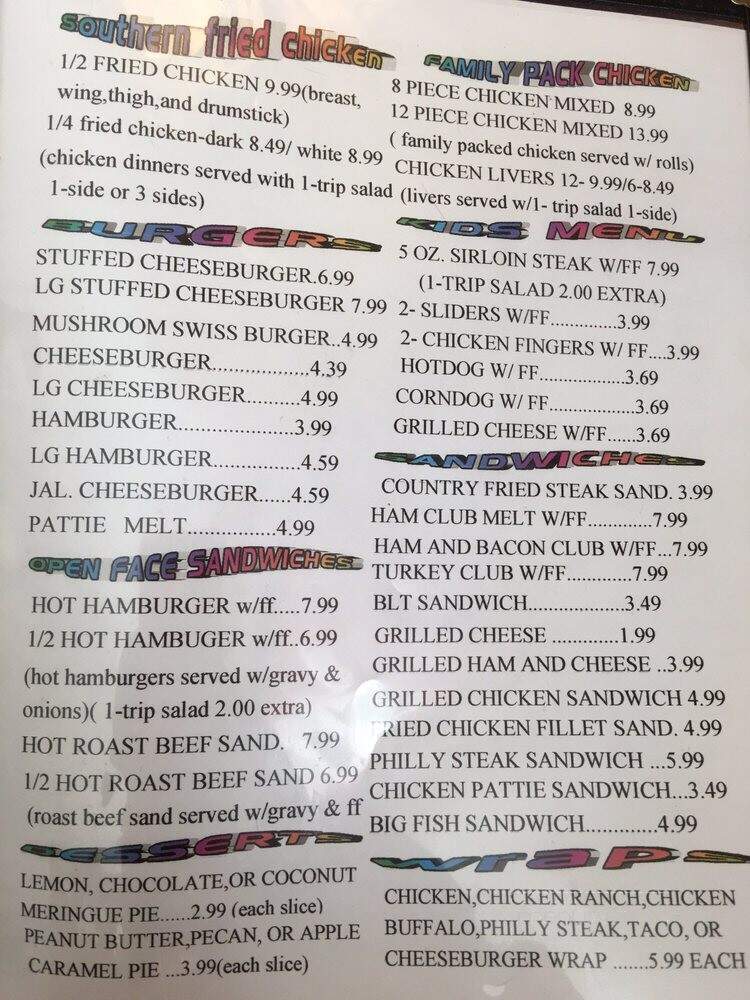 Southern fried chicken
1/2 FRIED CHICKEN 9.99(breast,
wing,thigh,and drumstick)
1/4 fried chicken-dark 8.49/ white 8.99
(chicken dinners served with 1-trip salad
1-side or 3 sides)
BURGERS
STUFFED CHEESEBURGER.6.99
LG STUFFED CHEESEBURGER 7.99
MUSHROOM SWISS BURGER..4.99
CHEESEBURGER..................4.39
LG CHEESEBURGER..........4.99
HAMBURGER.....................3.99
LG HAMBURGER...............4.59
JAL. CHEESEBURGER......4.59
PATTIE MELT................4.99
OPEN FACE SANDWICHES
HOT HAMBURGER w/ff.....7.99
1/2 HOT HAMBUGER w/ff..6.99
(hot hamburgers served w/gravy &
onions)( 1-trip salad 2.00 extra)
HOT ROAST BEEF SAND. 7.99
1/2 HOT ROAST BEEF SAND 6.99
(roast beef sand served w/gravy & ff
DESSERTS
LEMON, CHOCOLATE,OR COCONUT
MERINGUE PIE......2.99 (each slice)
PEANUT BUTTER,PECAN, OR APPLE
CARAMEL PIE ...3.99(each slice)
FAMILY PACK CHICKEN
8 PIECE CHICKEN MIXED 8.99
12 PIECE CHICKEN MIXED 13.99
( family packed chicken served w/ rolls)
CHICKEN LIVERS 12- 9.99/6-8.49
(livers served w/1- trip salad 1-side)
KIDS MENU
5 OZ. SIRLOIN STEAK W/FF 7.99
(1-TRIP SALAD 2.00 EXTRA)
2- SLIDERS W/FF.............3.99
2- CHICKEN FINGERS W/ FF....3.99
HOTDOG W/ FF................3.69
CORNDOG W/ FF................3.69
GRILLED CHEESE W/FF......3.69
SANDWICHES
COUNTRY FRIED STEAK SAND. 3.99
HAM CLUB MELT W/FF............7.99
HAM AND BACON CLUB W/FF...7.99
TURKEY CLUB W/FF............7.99
BLT SANDWICH..................3.49
GRILLED CHEESE ..............1.99
GRILLED HAM AND CHEESE ..3.99
GRILLED CHICKEN SANDWICH 4.99
FRIED CHICKEN FILLET SAND. 4.99
PHILLY STEAK SANDWICH ...5.99
CHICKEN PATTIE SANDWICH...3.49
BIG FISH SANDWICH.............4.99
wraps
CHICKEN,CHICKEN RANCH,CHICKEN
BUFFALO,PHILLY STEAK,TACO, OR
CHEESEBURGER WRAP .......5.99 EACH